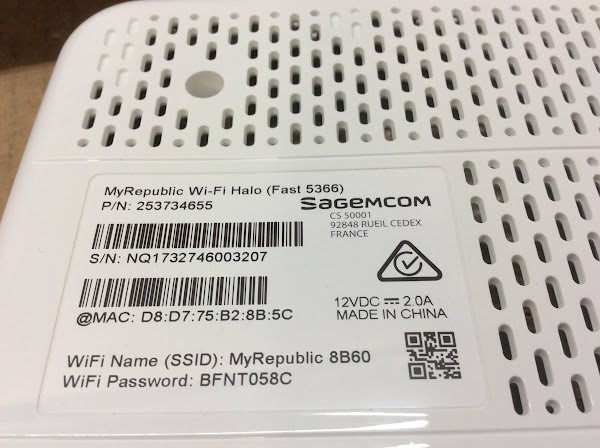 MyRepublic Wi-Fi Halo (Fast 5366)
P/N: 253734655
SAGEMCOM
CS 50001
92848 RUEIL CEDEX
FRANCE
S/N: NQ1732746003207
@MAC: D8:D7:75:B2:8B:5C
12VDC ⎓ 2.0A
MADE IN CHINA
WiFi Name (SSID): MyRepublic 8B60
WiFi Password: BFNT058C